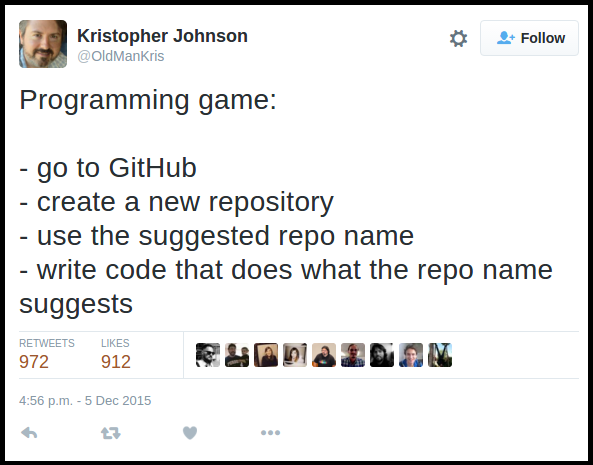 Kristopher Johnson
@OldManKris
Follow
Programming game:
- go to GitHub
- create a new repository
- use the suggested repo name
- write code that does what the repo name
suggests
RETWEETS LIKES
972 912
4:56 p.m. - 5 Dec 2015